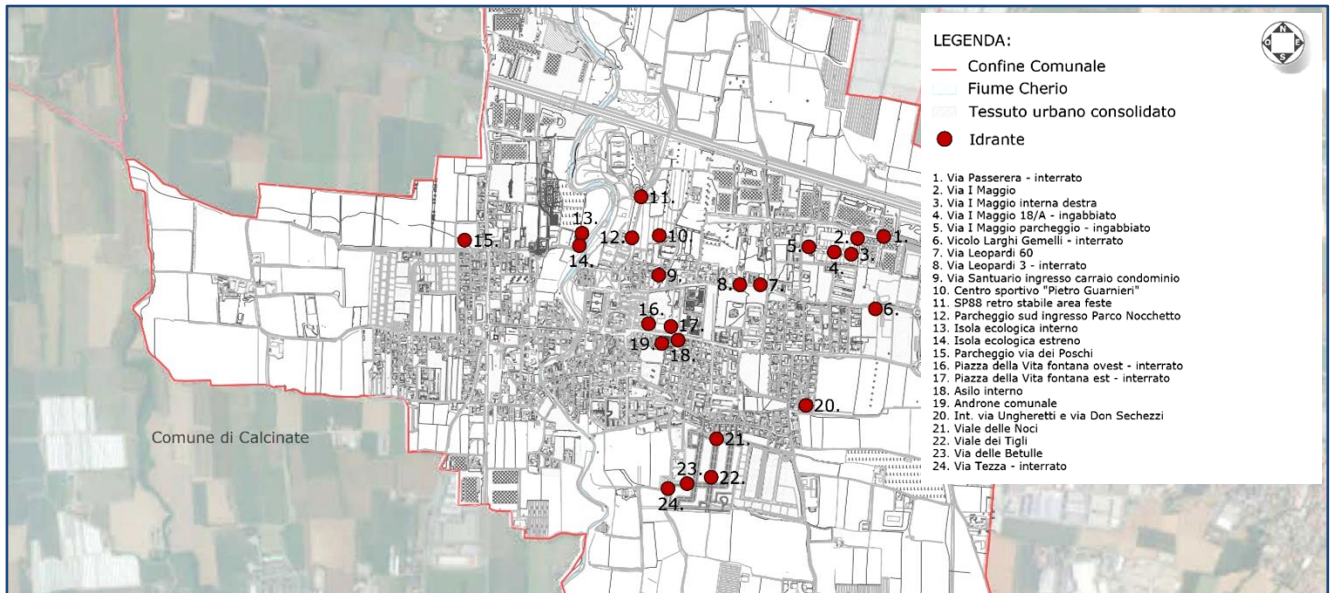 LEGENDA:
Confine Comunale
Fiume Cherio
Tessuto urbano consolidato
Idrante
N
O E
S
1. Via Passerera - interrato
2. Via I Maggio
3. Via I Maggio interna destra
4. Via I Maggio 18/A - ingabbiato
5. Via I Maggio parcheggio - ingabbiato
6. Vicolo Larghi Gemelli - interrato
7. Via Leopardi 60
8. Via Leopardi 3 - interrato
9. Via Santuario ingresso carraio condominio
10. Centro sportivo "Pietro Guarnieri"
11. SP88 retro stabile area feste
12. Parcheggio sud ingresso Parco Nocchetto
13. Isola ecologica interno
14. Isola ecologica estreno
15. Parcheggio via dei Poschi
16. Piazza della Vita fontana ovest - interrato
17. Piazza della Vita fontana est - interrato
18. Asilo interno
19. Androne comunale
20. Int. via Ungheretti e via Don Sechezzi
21. Viale delle Noci
22. Viale dei Tigli
23. Via delle Betulle
24. Via Tezza - interrato
11.
13.
12.
10.
2.
1.
15.
14.
5.
4.
3.
9.
8.
7.
6.
16.
17.
19.
18.
20.
Comune di Calcinate
21.
23.
22.
24.